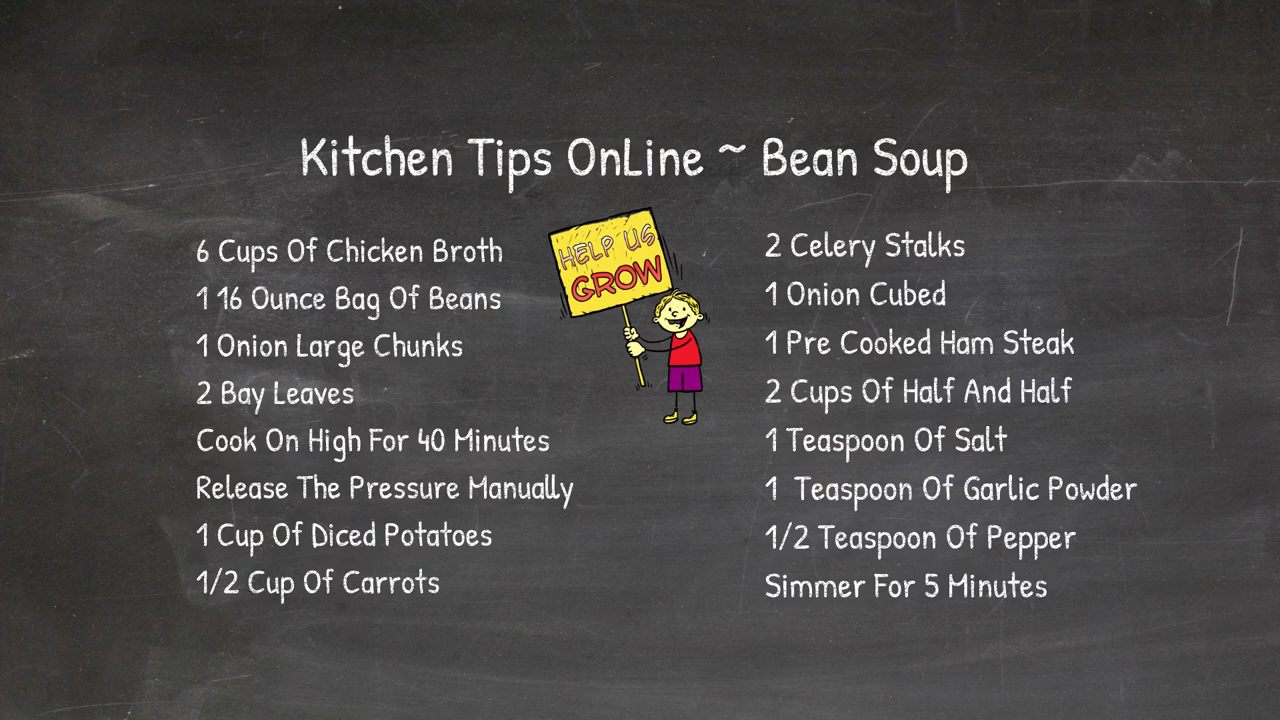 Kitchen Tips OnLine ~ Bean Soup
6 Cups Of Chicken Broth
1 16 Ounce Bag Of Beans
1 Onion Large Chunks
2 Bay Leaves
Cook On High For 40 Minutes
Release The Pressure Manually
1 Cup Of Diced Potatoes
1/2 Cup Of Carrots
HELP US
GROW
2 Celery Stalks
1 Onion Cubed
1 Pre Cooked Ham Steak
2 Cups Of Half And Half
1 Teaspoon Of Salt
1 Teaspoon Of Garlic Powder
1/2 Teaspoon Of Pepper
Simmer For 5 Minutes